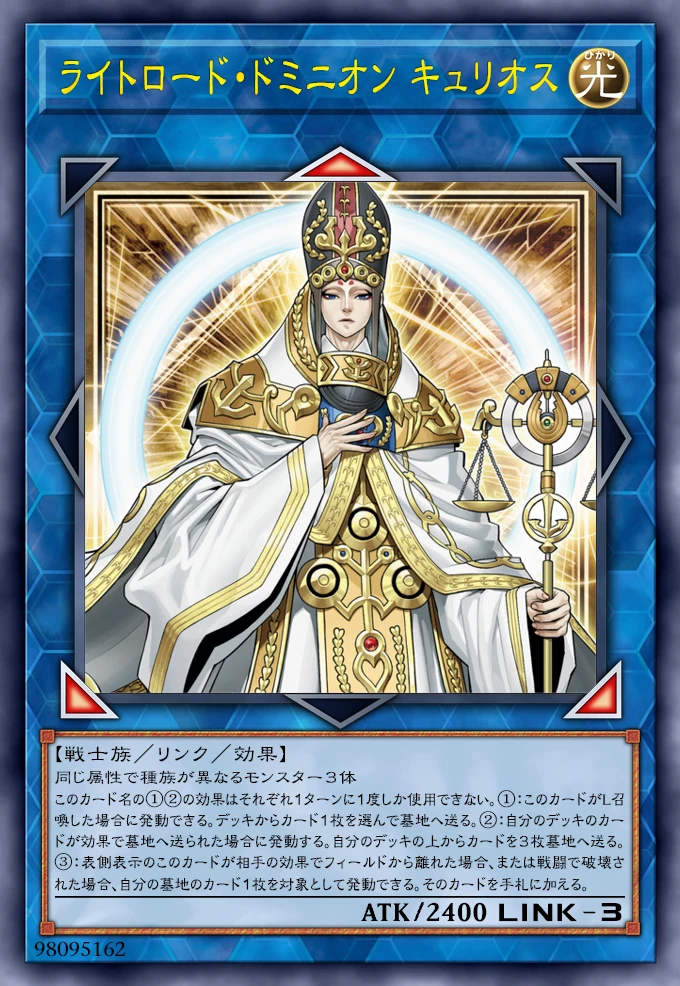 ライトロード・ドミニオン キュリオス
ひかり
光
【戦士族／リンク／効果】
同じ属性で種族が異なるモンスター３体
このカード名の①②の効果はそれぞれ1ターンに1度しか使用できない。①：このカードがL召
喚した場合に発動できる。デッキからカード1枚を選んで墓地へ送る。②：自分のデッキのカー
ドが効果で墓地へ送られた場合に発動する。自分のデッキの上からカードを3枚墓地へ送る。
③：表側表示のこのカードが相手の効果でフィールドから離れた場合、または戦闘で破壊さ
れた場合、自分の墓地のカード1枚を対象として発動できる。そのカードを手札に加える。
ATK/2400 LINK-3
98095162